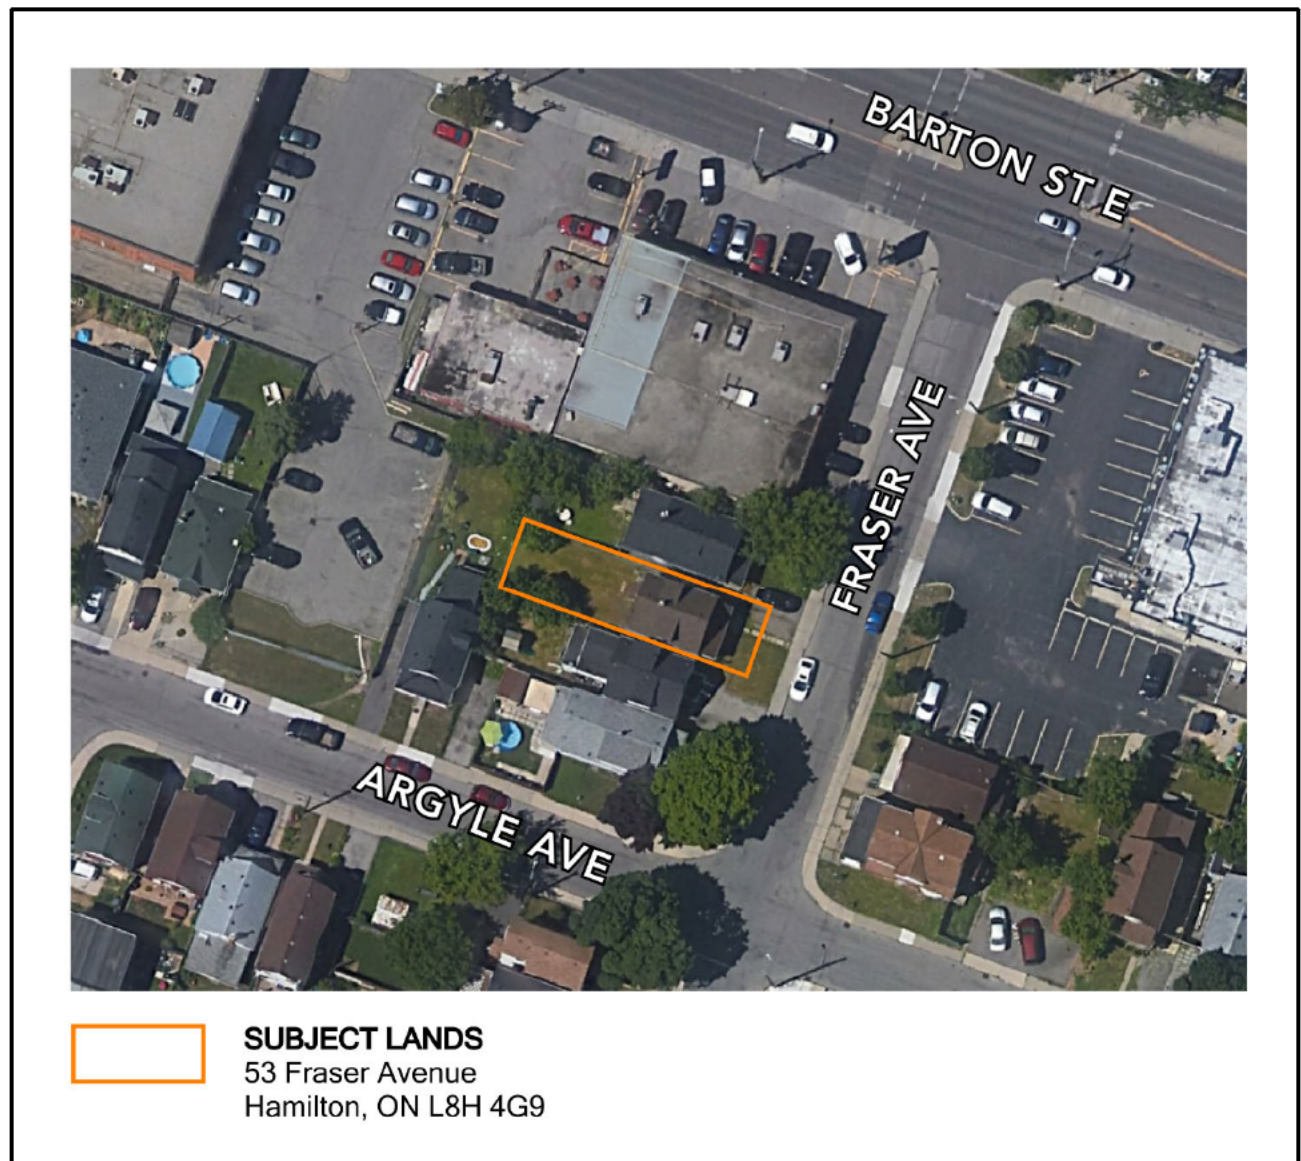 BARTON ST E
FRASER AVE
ARGYLE AVE
SUBJECT LANDS
53 Fraser Avenue
Hamilton, ON L8H 4G9